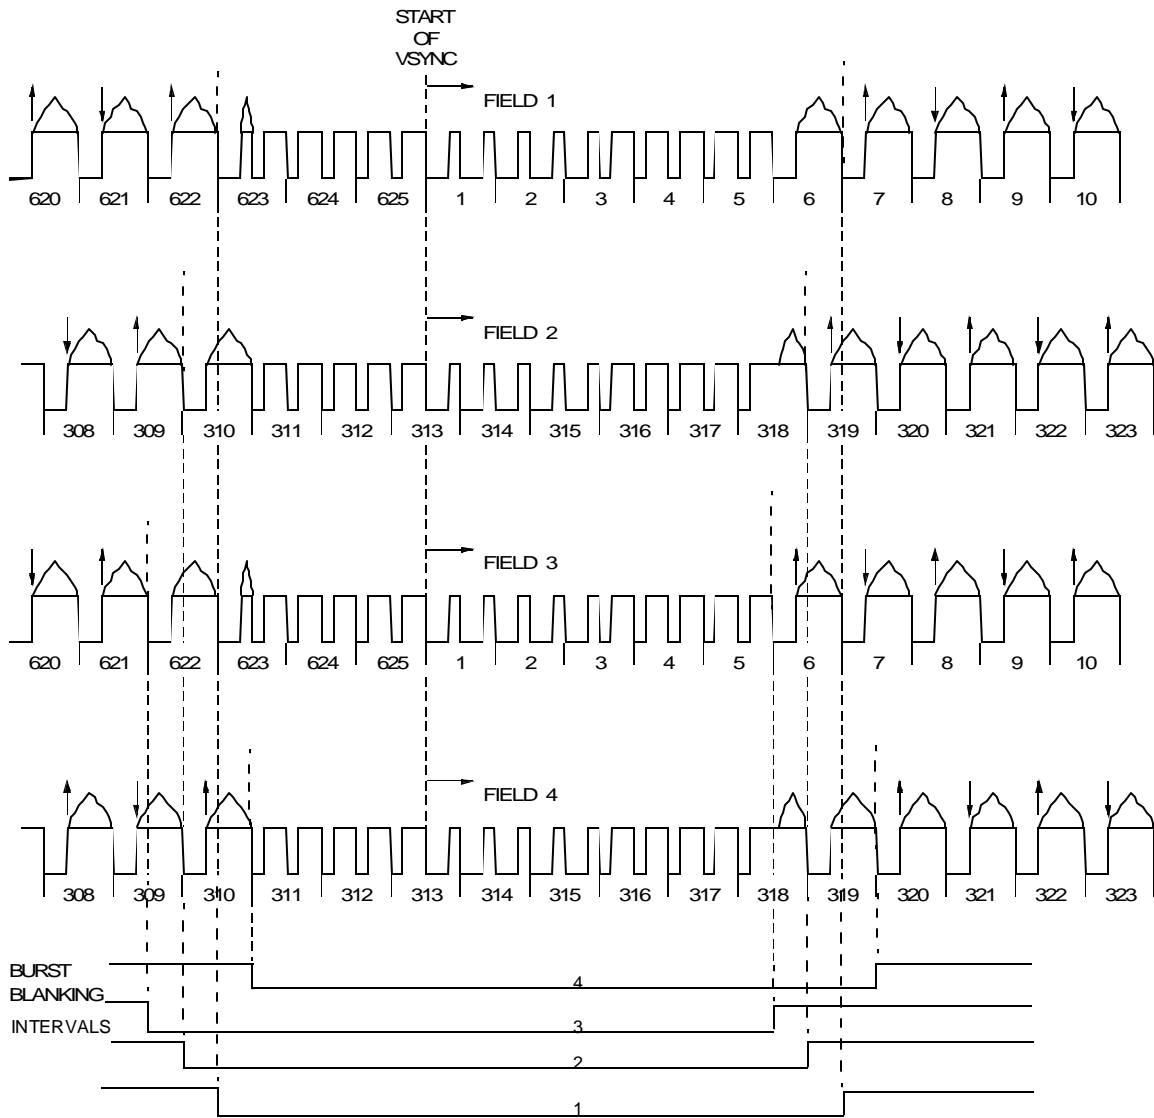 START
OF
VSYNC
FIELD 1
620 621 622 623 624 625 1 2 3 4 5 6 7 8 9 10
FIELD 2
308 309 310 311 312 313 314 315 316 317 318 319 320 321 322 323
FIELD 3
620 621 622 623 624 625 1 2 3 4 5 6 7 8 9 10
FIELD 4
308 309 310 311 312 313 314 315 316 317 318 319 320 321 322 323
BURST
BLANKING
INTERVALS
4
3
2
1